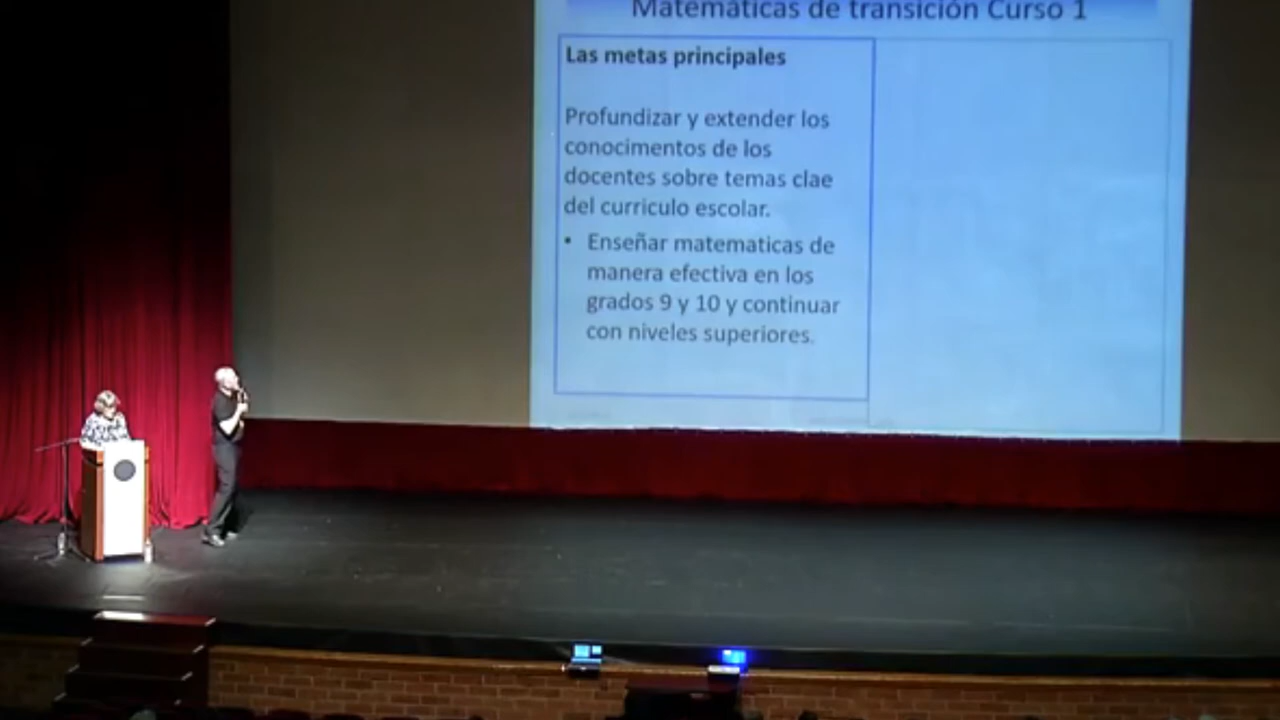 Matemáticas de transición Curso 1
Las metas principales
Profundizar y extender los
conocimentos de los
docentes sobre temas clae
del curriculo escolar.
• Enseñar matematicas de
manera efectiva en los
grados 9 y 10 y continuar
con niveles superiores.